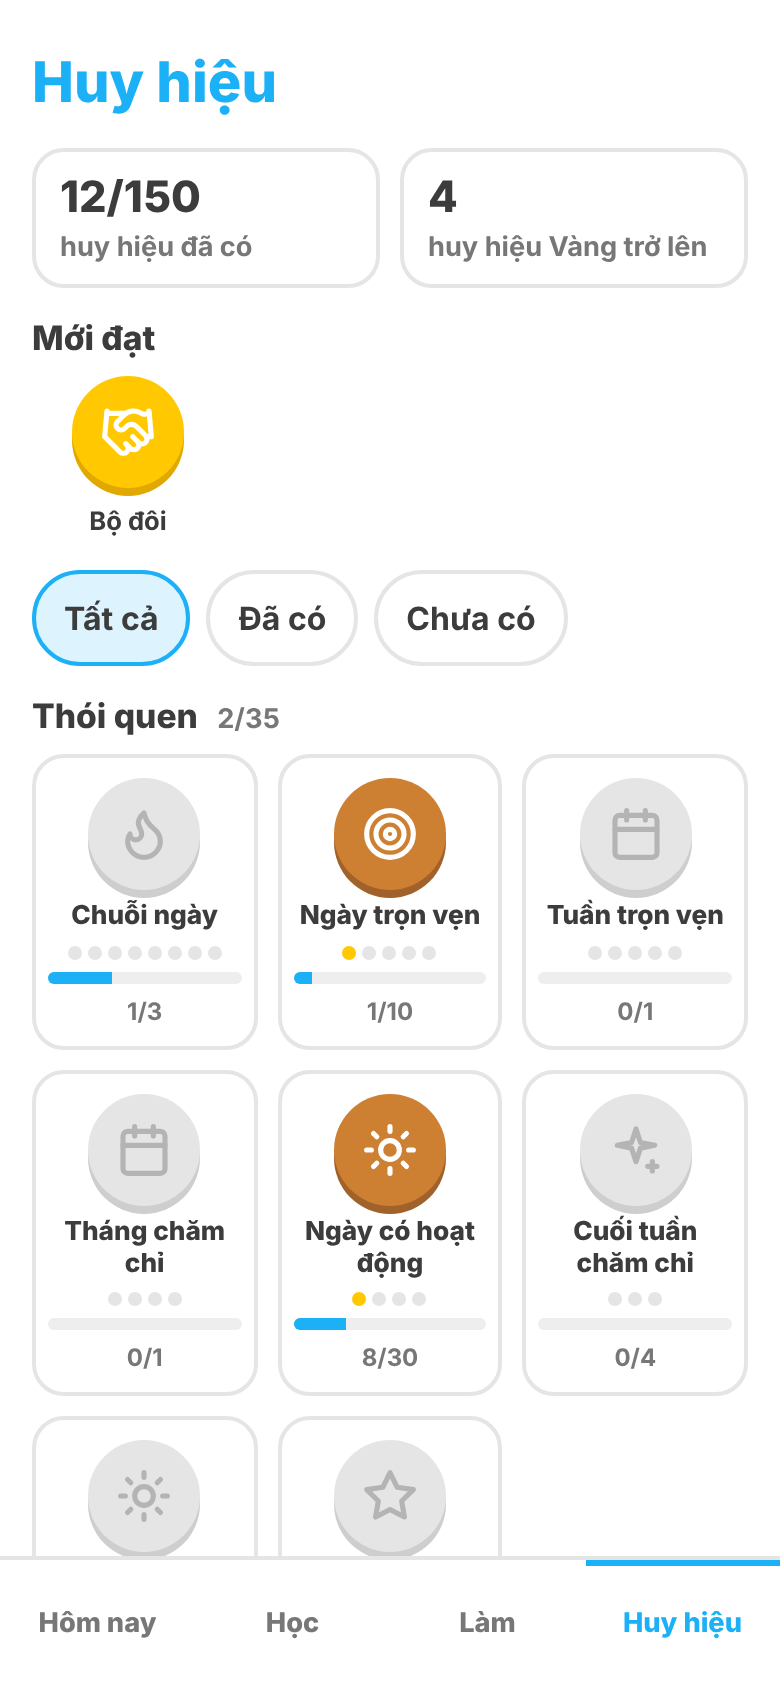 Huy hiệu
12/150
huy hiệu đã có
4
huy hiệu Vàng trở lên
Mới đạt
Bộ đôi
Tất cả
Đã có
Chưa có
Thói quen 2/35
Chuỗi ngày
1/3
Ngày trọn vẹn
1/10
Tuần trọn vẹn
0/1
Tháng chăm
chỉ
0/1
Ngày có hoạt
động
8/30
Cuối tuần
chăm chỉ
0/4
Hôm nay
Học
Làm
Huy hiệu